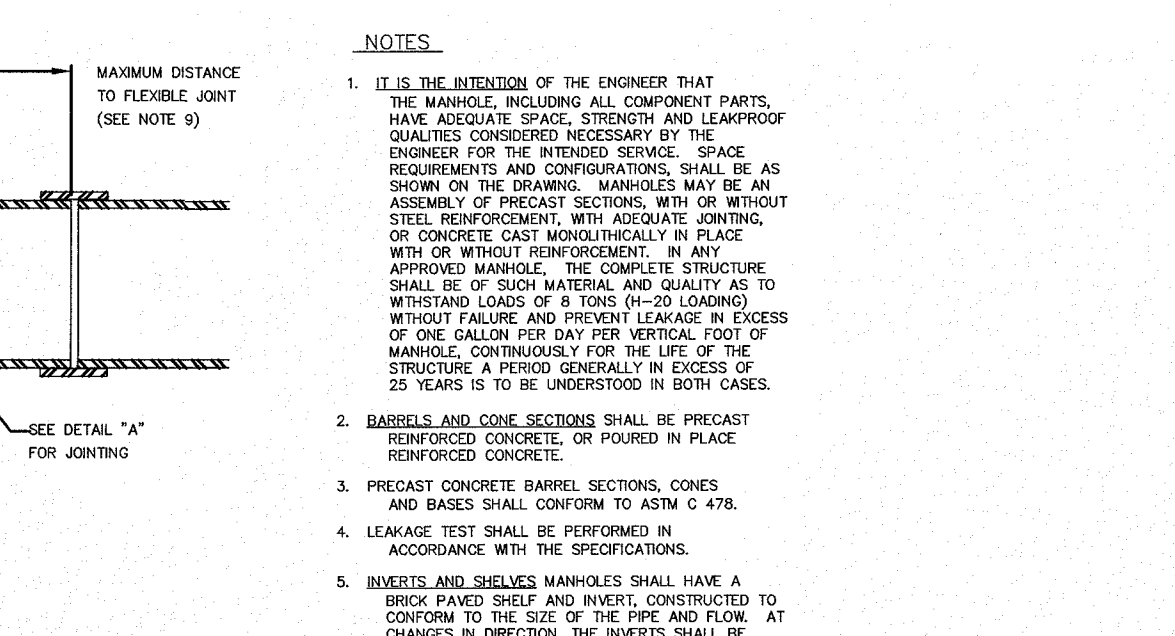 MAXIMUM DISTANCE
TO FLEXIBLE JOINT
(SEE NOTE 9)
SEE DETAIL "A"
FOR JOINTING
NOTES
1. IT IS THE INTENTION OF THE ENGINEER THAT
THE MANHOLE, INCLUDING ALL COMPONENT PARTS,
HAVE ADEQUATE SPACE, STRENGTH AND LEAKPROOF
QUALITIES CONSIDERED NECESSARY BY THE
ENGINEER FOR THE INTENDED SERVICE. SPACE
REQUIREMENTS AND CONFIGURATIONS, SHALL BE AS
SHOWN ON THE DRAWING. MANHOLES MAY BE AN
ASSEMBLY OF PRECAST SECTIONS, WITH OR WITHOUT
STEEL REINFORCEMENT, WITH ADEQUATE JOINTING,
OR CONCRETE CAST MONOLITHICALLY IN PLACE
WITH OR WITHOUT REINFORCEMENT. IN ANY
APPROVED MANHOLE, THE COMPLETE STRUCTURE
SHALL BE OF SUCH MATERIAL AND QUALITY AS TO
WITHSTAND LOADS OF 8 TONS (H-20 LOADING)
WITHOUT FAILURE AND PREVENT LEAKAGE IN EXCESS
OF ONE GALLON PER DAY PER VERTICAL FOOT OF
MANHOLE, CONTINUOUSLY FOR THE LIFE OF THE
STRUCTURE A PERIOD GENERALLY IN EXCESS OF
25 YEARS IS TO BE UNDERSTOOD IN BOTH CASES.
2. BARRELS AND CONE SECTIONS SHALL BE PRECAST
REINFORCED CONCRETE, OR POURED IN PLACE
REINFORCED CONCRETE.
3. PRECAST CONCRETE BARREL SECTIONS, CONES
AND BASES SHALL CONFORM TO ASTM C 478.
4. LEAKAGE TEST SHALL BE PERFORMED IN
ACCORDANCE WITH THE SPECIFICATIONS.
5. INVERTS AND SHELVES MANHOLES SHALL HAVE A
BRICK PAVED SHELF AND INVERT, CONSTRUCTED TO
CONFORM TO THE SIZE OF THE PIPE AND FLOW. AT
CHANGES IN DIRECTION, THE INVERTS SHALL BE